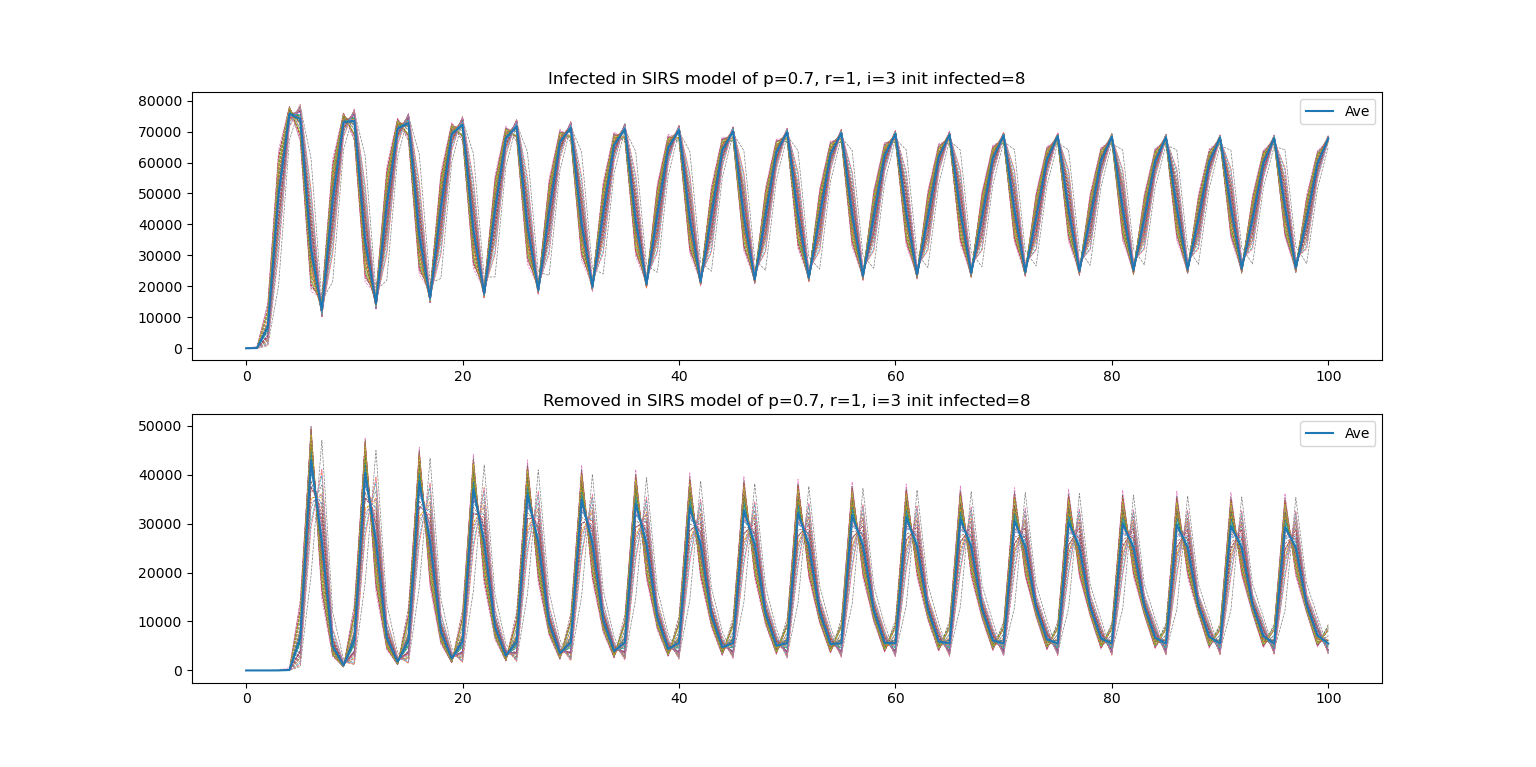 Infected in SIRS model of p=0.7, r=1, i=3 init infected=8
80000
70000
60000
50000
40000
30000
20000
10000
0
Ave
0 20 40 60 80 100
Removed in SIRS model of p=0.7, r=1, i=3 init infected=8
50000
40000
30000
20000
10000
0
Ave
0 20 40 60 80 100